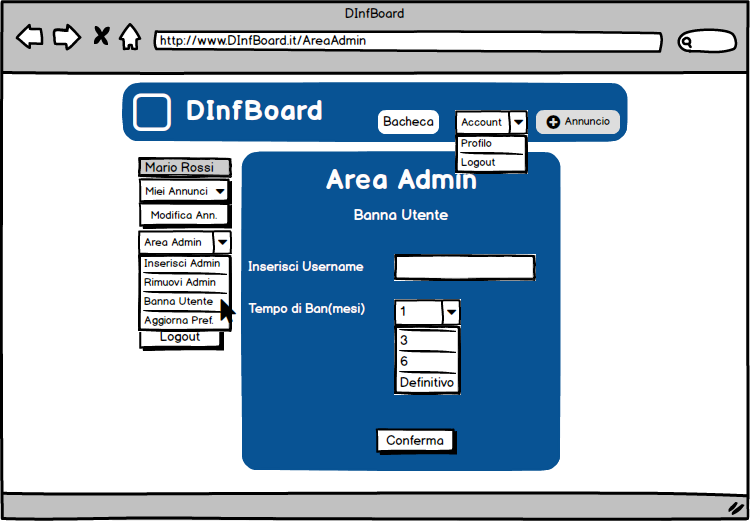 DInfBoard
http://www.DInfBoard.it/AreaAdmin
DInfBoard
Bacheca
Account
Annuncio
Profilo
Logout
Mario Rossi
Miei Annunci
Modifica Ann.
Area Admin
Inserisci Admin
Rimuovi Admin
Banna Utente
Aggiorna Pref.
Logout
Area Admin
Banna Utente
Inserisci Username
Tempo di Ban(mesi)
1
3
6
Definitivo
Conferma